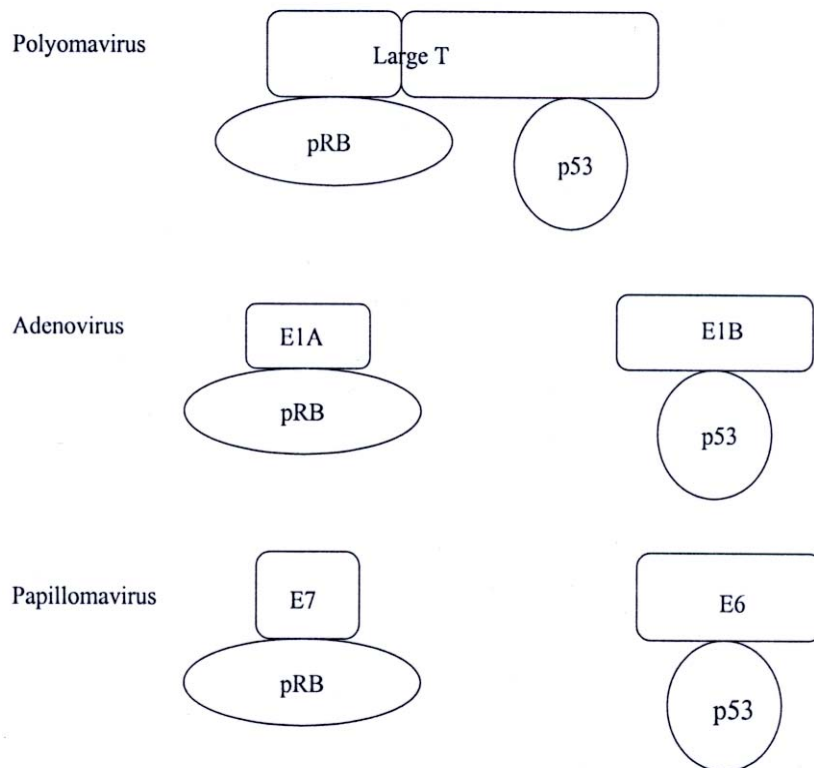 Polyomavirus
Large T
pRB
p53
Adenovirus
E1A
E1B
pRB
p53
Papillomavirus
E7
E6
pRB
p53